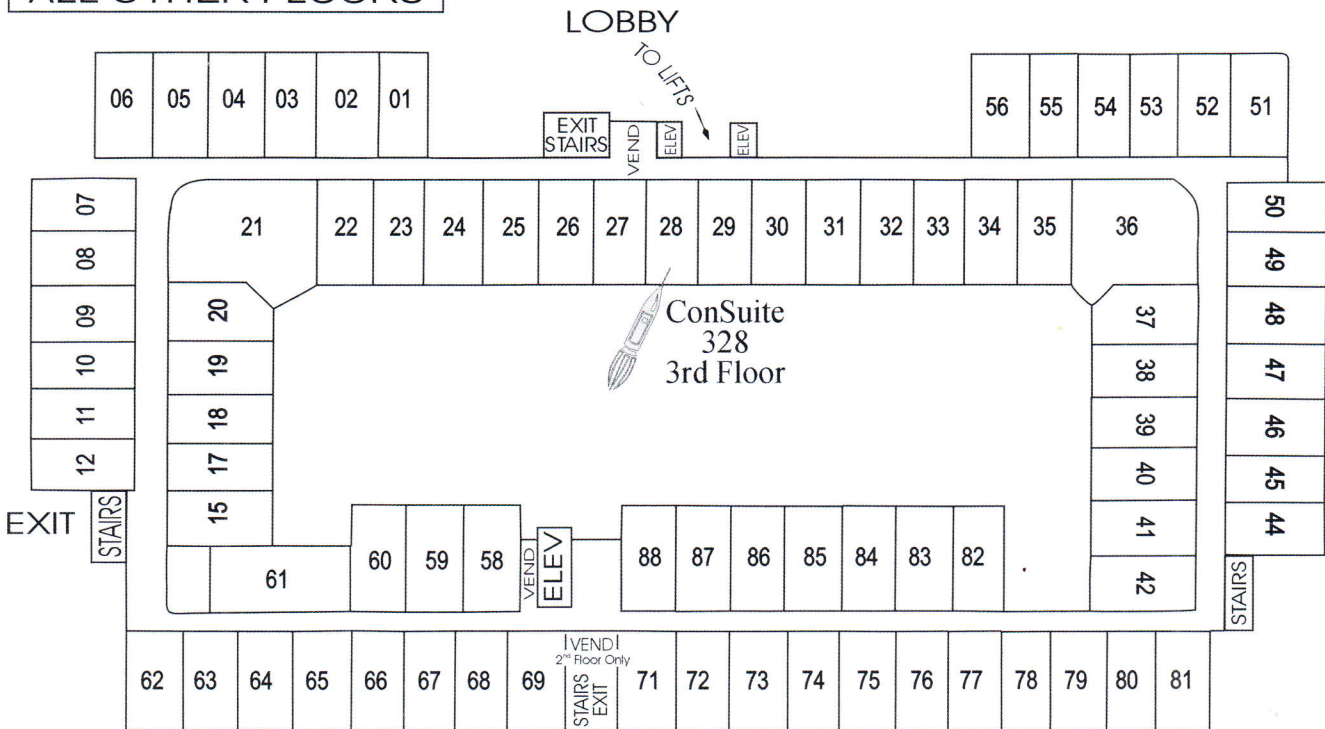 ALL OTHER FLOORS
LOBBY
TO LIFTS
06 05 04 03 02 01
EXIT
STAIRS
VEND
ELEV
ELEV
56 55 54 53 52 51
07
08
09
10
11
12
21 22 23 24 25 26 27 28 29 30 31 32 33 34 35 36
20
19
18
17
15
ConSuite
328
3rd Floor
37
38
39
40
41
42
50
49
48
47
46
45
44
EXIT
STAIRS
61 60 59 58
VEND
ELEV
88 87 86 85 84 83 82
STAIRS
62 63 64 65 66 67 68 69
VEND
2nd Floor Only
STAIRS
EXIT
71 72 73 74 75 76 77 78 79 80 81